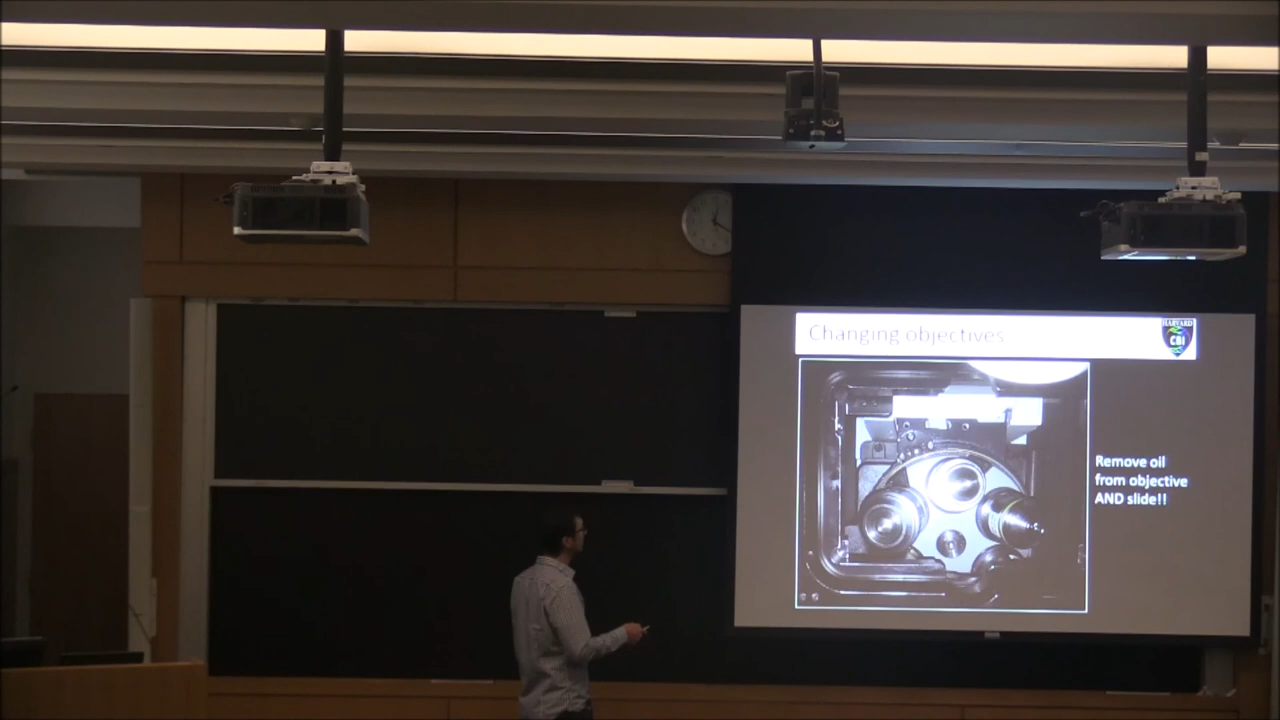 Changing objectives
HARVARD
CBI
Remove oil
from objective
AND slide!!